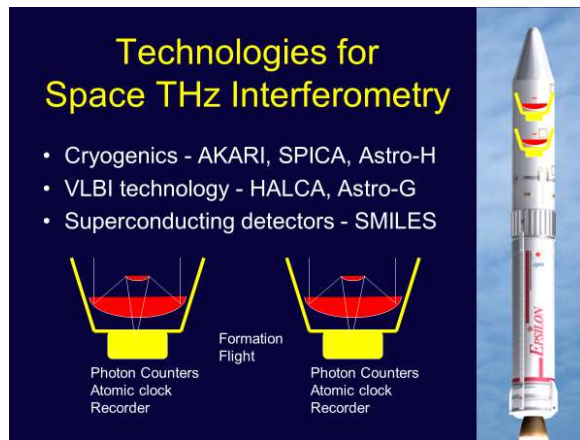 Technologies for
Space THz Interferometry
• Cryogenics - AKARI, SPICA, Astro-H
• VLBI technology - HALCA, Astro-G
• Superconducting detectors - SMILES
Formation
Flight
Photon Counters
Atomic clock
Recorder
Photon Counters
Atomic clock
Recorder
EPSILON